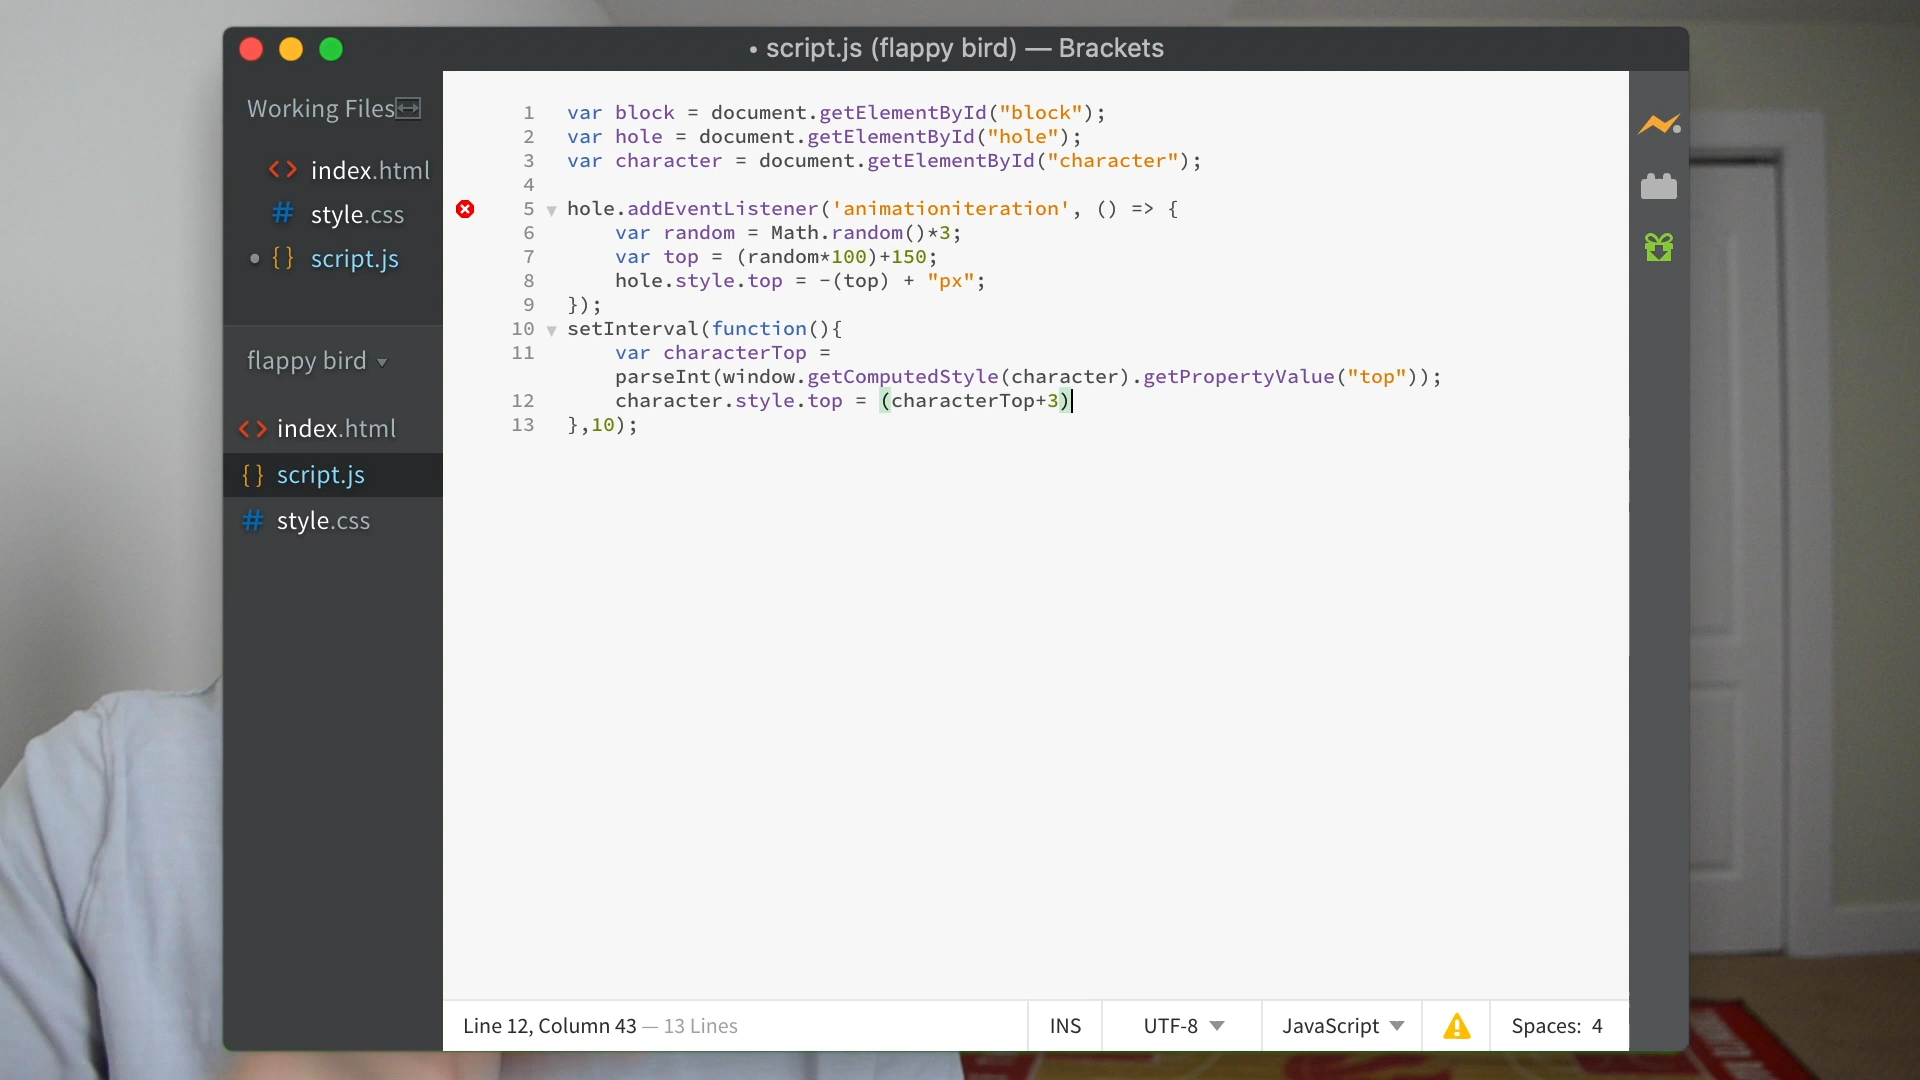 • script.js (flappy bird) — Brackets
Working Files
index.html
style.css
• script.js
flappy bird
index.html
script.js
style.css
1 var block = document.getElementById("block");
2 var hole = document.getElementById("hole");
3 var character = document.getElementById("character");
4
5 hole.addEventListener('animationiteration', () => {
6 var random = Math.random()*3;
7 var top = (random*100)+150;
8 hole.style.top = -(top) + "px";
9 });
10 setInterval(function(){
11 var characterTop =
parseInt(window.getComputedStyle(character).getPropertyValue("top"));
12 character.style.top = (characterTop+3)
13 },10);
Line 12, Column 43 — 13 Lines
INS
UTF-8
JavaScript
Spaces: 4